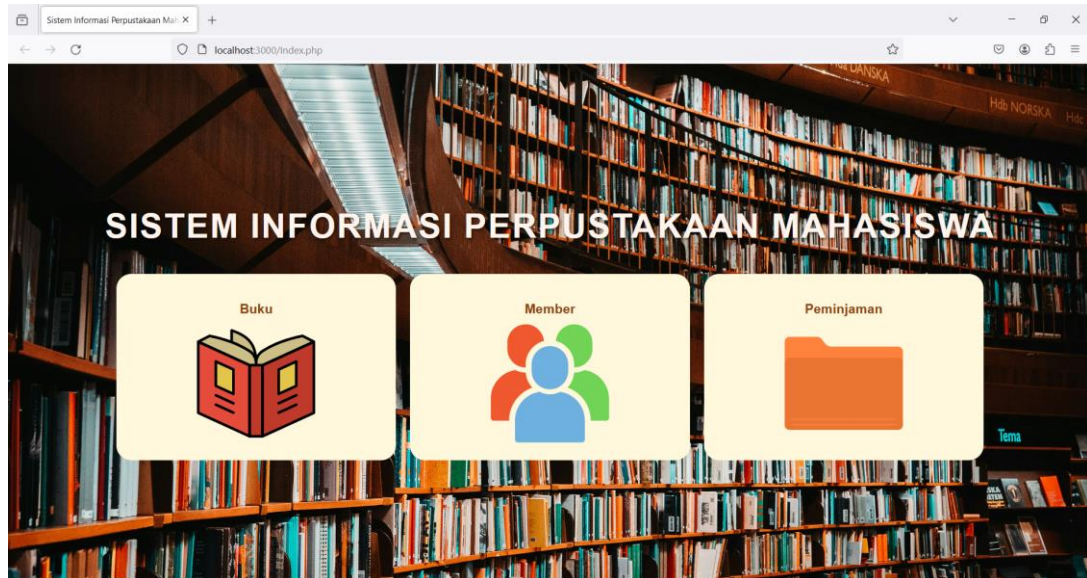 Sistem Informasi Perpustakaan Mah
localhost:3000/Index.php
DANSKA
Hdb NORSKA Hdc
SISTEM INFORMASI PERPUSTAKAAN MAHASISWA
Buku Member Peminjaman
Tema